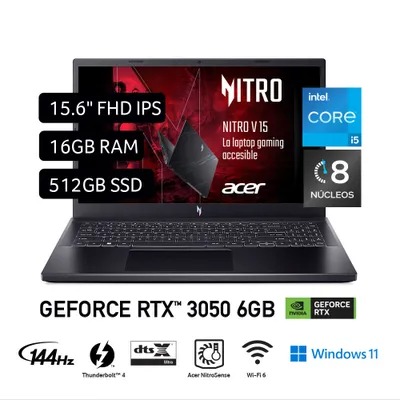 15.6" FHD IPS
16GB RAM
512GB SSD
NITRO
NITRO V 15
La laptop gaming
accesible
acer
intel
CORE
i5
8
NÚCLEOS
GEFORCE RTX™ 3050 6GB
NVIDIA
GEFORCE
RTX
144Hz
Thunderbolt™ 4
dts X
Ultra
Acer NitroSense
Wi-Fi 6
Windows 11